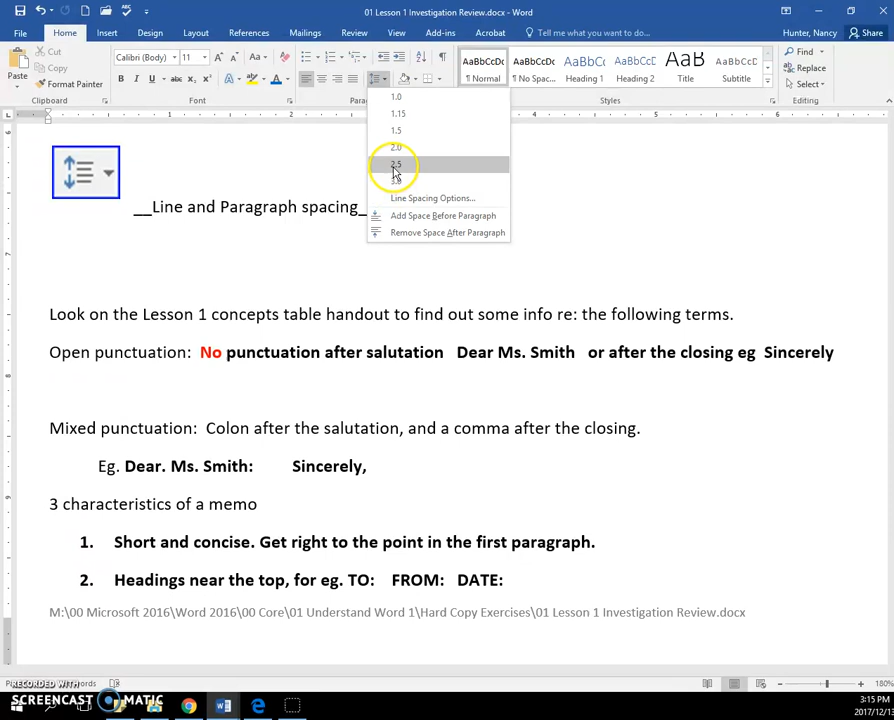 01 Lesson 1 Investigation Review.docx - Word
File Home Insert Design Layout References Mailings Review View Add-ins Acrobat Tell me what you want to do... Hunter, Nancy Share
Paste
Cut
Copy
Format Painter
Clipboard
Calibri (Body) 11
Font
AaBbCcDc AaBbCcDc AaBbC AaBbCcC AaB AaBbCcC
¶ Normal ¶ No Spac... Heading 1 Heading 2 Title Subtitle
Styles
Find
Replace
Select
Editing
1.0
1.15
1.5
2.0
2.5
3.0
Line Spacing Options...
Add Space Before Paragraph
Remove Space After Paragraph
__Line and Paragraph spacing_
Look on the Lesson 1 concepts table handout to find out some info re: the following terms.
Open punctuation: No punctuation after salutation Dear Ms. Smith or after the closing eg Sincerely
Mixed punctuation: Colon after the salutation, and a comma after the closing.
Eg. Dear. Ms. Smith: Sincerely,
3 characteristics of a memo
1. Short and concise. Get right to the point in the first paragraph.
2. Headings near the top, for eg. TO: FROM: DATE:
M:\00 Microsoft 2016\Word 2016\00 Core\01 Understand Word 1\Hard Copy Exercises\01 Lesson 1 Investigation Review.docx
RECORDED WITH
SCREENCAST MATIC
180%
3:15 PM
2017/12/13